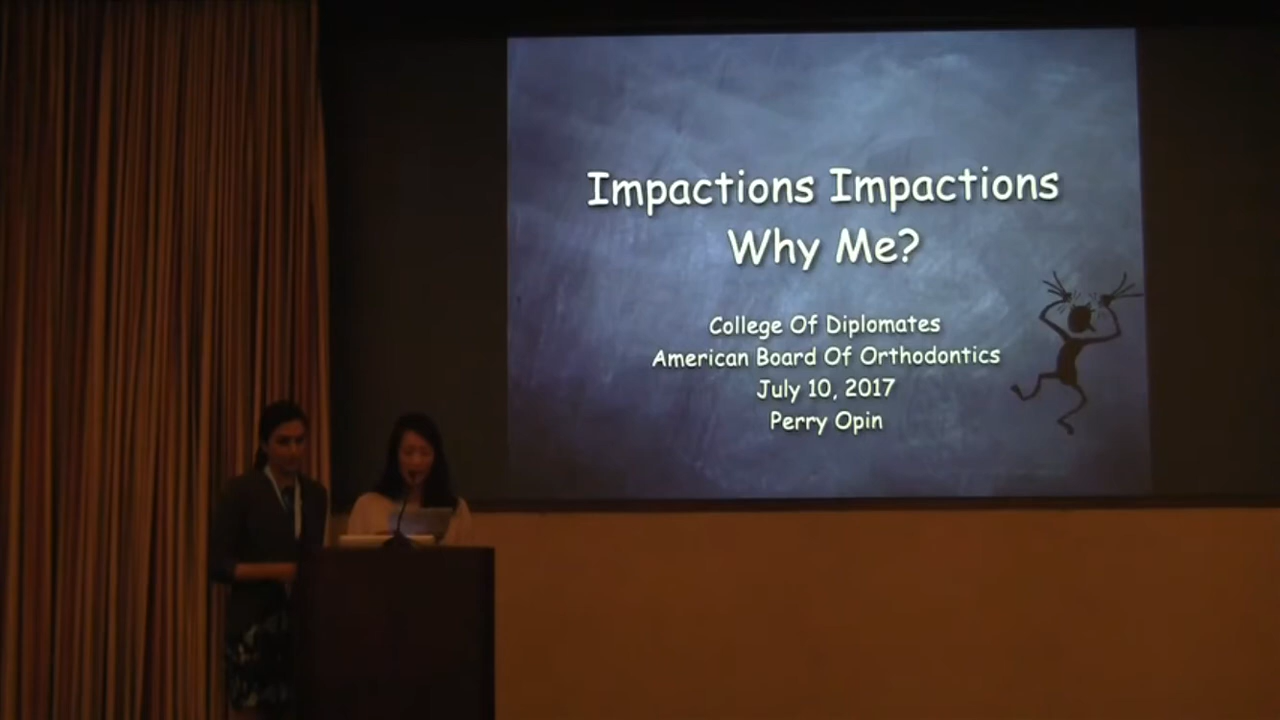 Impactions Impactions
Why Me?
College Of Diplomates
American Board Of Orthodontics
July 10, 2017
Perry Opin